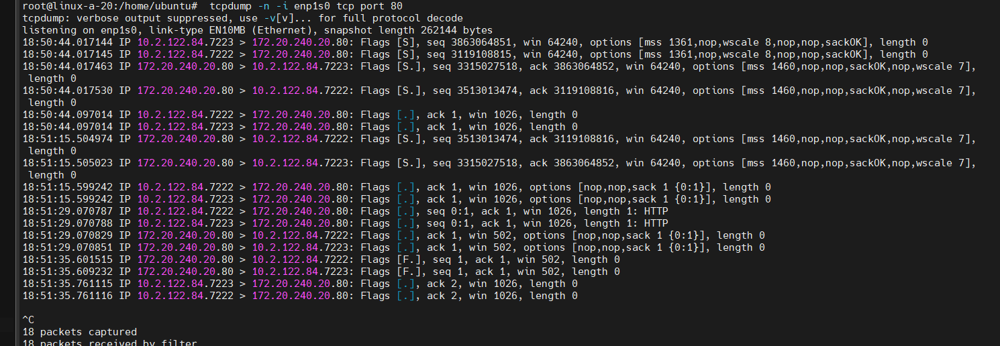 root@linux-a-20:/home/ubuntu#  tcpdump -n -i enp1s0 tcp port 80
tcpdump: verbose output suppressed, use -v[v]... for full protocol decode
listening on enp1s0, link-type EN10MB (Ethernet), snapshot length 262144 bytes
18:50:44.017144 IP 10.2.122.84.7223 > 172.20.240.20.80: Flags [S], seq 3863064851, win 64240, options [mss 1361,nop,wscale 8,nop,nop,sackOK], length 0
18:50:44.017145 IP 10.2.122.84.7222 > 172.20.240.20.80: Flags [S], seq 3119108815, win 64240, options [mss 1361,nop,wscale 8,nop,nop,sackOK], length 0
18:50:44.017463 IP 172.20.240.20.80 > 10.2.122.84.7223: Flags [S.], seq 3315027518, ack 3863064852, win 64240, options [mss 1460,nop,nop,sackOK,nop,wscale 7],
 length 0
18:50:44.017530 IP 172.20.240.20.80 > 10.2.122.84.7222: Flags [S.], seq 3513013474, ack 3119108816, win 64240, options [mss 1460,nop,nop,sackOK,nop,wscale 7],
 length 0
18:50:44.097014 IP 10.2.122.84.7222 > 172.20.240.20.80: Flags [.], ack 1, win 1026, length 0
18:50:44.097014 IP 10.2.122.84.7223 > 172.20.240.20.80: Flags [.], ack 1, win 1026, length 0
18:51:15.504974 IP 172.20.240.20.80 > 10.2.122.84.7222: Flags [S.], seq 3513013474, ack 3119108816, win 64240, options [mss 1460,nop,nop,sackOK,nop,wscale 7],
 length 0
18:51:15.505023 IP 172.20.240.20.80 > 10.2.122.84.7223: Flags [S.], seq 3315027518, ack 3863064852, win 64240, options [mss 1460,nop,nop,sackOK,nop,wscale 7],
 length 0
18:51:15.599242 IP 10.2.122.84.7222 > 172.20.240.20.80: Flags [.], ack 1, win 1026, options [nop,nop,sack 1 {0:1}], length 0
18:51:15.599242 IP 10.2.122.84.7223 > 172.20.240.20.80: Flags [.], ack 1, win 1026, options [nop,nop,sack 1 {0:1}], length 0
18:51:29.070787 IP 10.2.122.84.7222 > 172.20.240.20.80: Flags [.], seq 0:1, ack 1, win 1026, length 1: HTTP
18:51:29.070788 IP 10.2.122.84.7223 > 172.20.240.20.80: Flags [.], seq 0:1, ack 1, win 1026, length 1: HTTP
18:51:29.070829 IP 172.20.240.20.80 > 10.2.122.84.7222: Flags [.], ack 1, win 502, options [nop,nop,sack 1 {0:1}], length 0
18:51:29.070851 IP 172.20.240.20.80 > 10.2.122.84.7223: Flags [.], ack 1, win 502, options [nop,nop,sack 1 {0:1}], length 0
18:51:35.601515 IP 172.20.240.20.80 > 10.2.122.84.7222: Flags [F.], seq 1, ack 1, win 502, length 0
18:51:35.609232 IP 172.20.240.20.80 > 10.2.122.84.7223: Flags [F.], seq 1, ack 1, win 502, length 0
18:51:35.761115 IP 10.2.122.84.7223 > 172.20.240.20.80: Flags [.], ack 2, win 1026, length 0
18:51:35.761116 IP 10.2.122.84.7222 > 172.20.240.20.80: Flags [.], ack 2, win 1026, length 0
^C
18 packets captured
18 packets received by filter